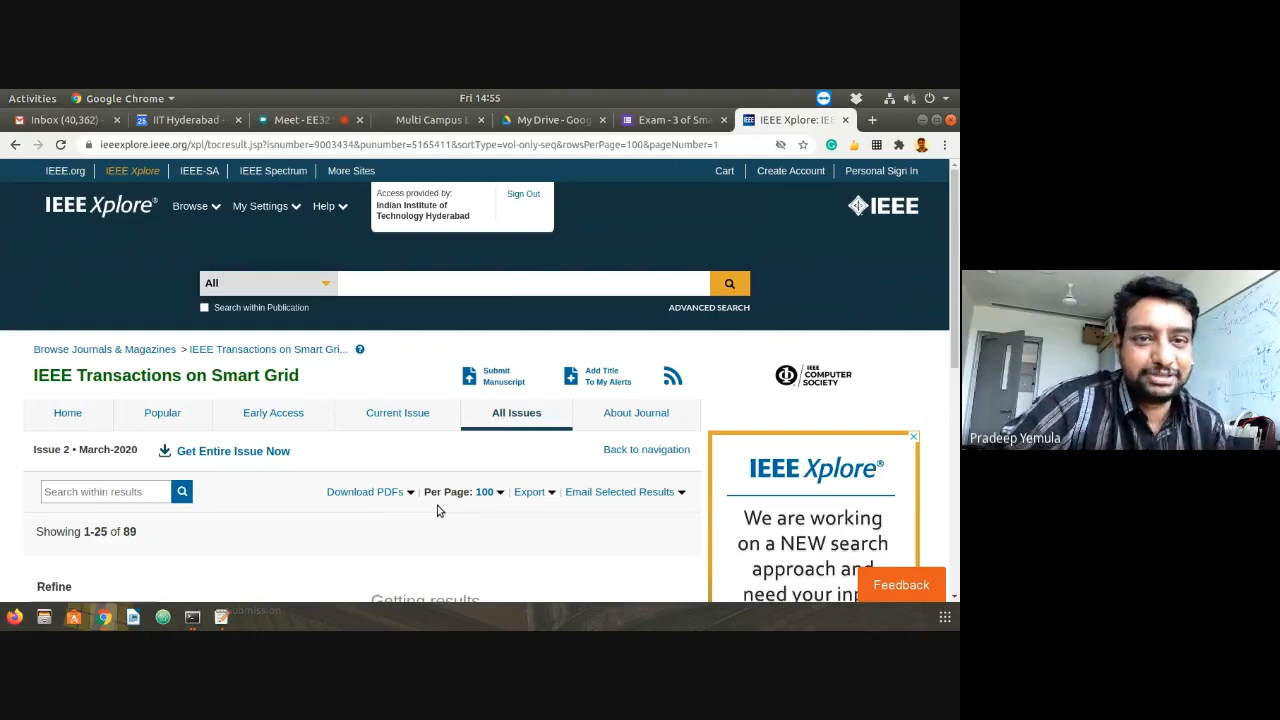 Activities Google Chrome Fri 14:55
Inbox (40,362) - IIT Hyderabad - Meet - EE32 Multi Campus E My Drive - Goog Exam - 3 of Sma IEEE Xplore: IEE
ieeexplore.ieee.org/xpl/tocresult.jsp?isnumber=9003434&punumber=5165411&sortType=vol-only-seq&rowsPerPage=100&pageNumber=1
IEEE.org IEEE Xplore IEEE-SA IEEE Spectrum More Sites Cart Create Account Personal Sign In
IEEE Xplore® Browse My Settings Help
Access provided by:
Indian Institute of
Technology Hyderabad
Sign Out
IEEE
All
Search within Publication ADVANCED SEARCH
Browse Journals & Magazines > IEEE Transactions on Smart Gri...
IEEE Transactions on Smart Grid
Submit
Manuscript
Add Title
To My Alerts
IEEE
COMPUTER
SOCIETY
Home Popular Early Access Current Issue All Issues About Journal
Issue 2 • March-2020 Get Entire Issue Now Back to navigation
Search within results Download PDFs | Per Page: 100 | Export | Email Selected Results
Showing 1-25 of 89
Refine
Getting results
IEEE Xplore®
We are working
on a NEW search
approach and
need your inp
Feedback
Submission
Pradeep Yemula